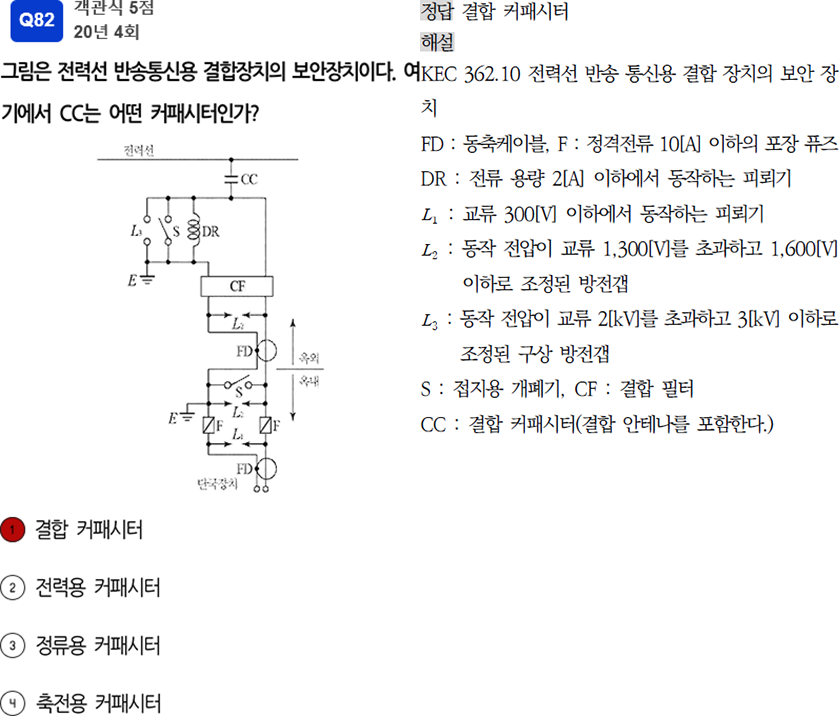 Q82
객관식 5점
20년 4회
그림은 전력선 반송통신용 결합장치의 보안장치이다. 여
기에서 CC는 어떤 커패시터인가?
전력선
CC
L₃
S
DR
E
CF
L₂
FD
옥외
옥내
S
E
L₂
F
F
L₁
FD
단국장치
1 결합 커패시터
2 전력용 커패시터
3 정류용 커패시터
4 축전용 커패시터
정답 결합 커패시터
해설
KEC 362.10 전력선 반송 통신용 결합 장치의 보안 장
치
FD : 동축케이블, F : 정격전류 10[A] 이하의 포장 퓨즈
DR : 전류 용량 2[A] 이하에서 동작하는 피뢰기
L₁ : 교류 300[V] 이하에서 동작하는 피뢰기
L₂ : 동작 전압이 교류 1,300[V]를 초과하고 1,600[V]
이하로 조정된 방전갭
L₃ : 동작 전압이 교류 2[kV]를 초과하고 3[kV] 이하로
조정된 구상 방전갭
S : 접지용 개폐기, CF : 결합 필터
CC : 결합 커패시터(결합 안테나를 포함한다.)